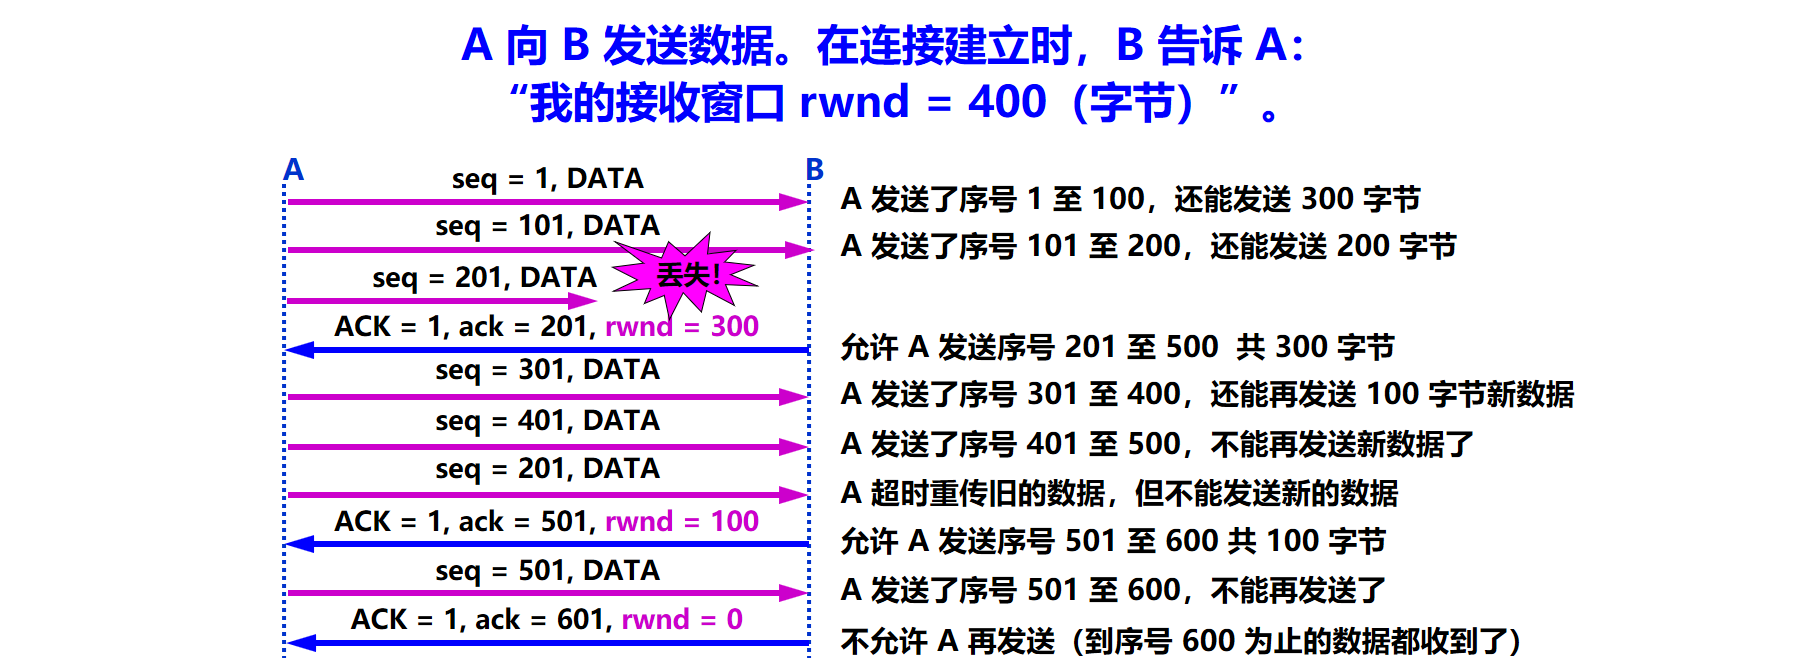 A 向 B 发送数据。在连接建立时，B 告诉 A：
“我的接收窗口 rwnd = 400（字节）”。
A
B
seq = 1, DATA
A 发送了序号 1 至 100，还能发送 300 字节
seq = 101, DATA
A 发送了序号 101 至 200，还能发送 200 字节
seq = 201, DATA
丢失！
ACK = 1, ack = 201, rwnd = 300
允许 A 发送序号 201 至 500 共 300 字节
seq = 301, DATA
A 发送了序号 301 至 400，还能再发送 100 字节新数据
seq = 401, DATA
A 发送了序号 401 至 500，不能再发送新数据了
seq = 201, DATA
A 超时重传旧的数据，但不能发送新的数据
ACK = 1, ack = 501, rwnd = 100
允许 A 发送序号 501 至 600 共 100 字节
seq = 501, DATA
A 发送了序号 501 至 600，不能再发送了
ACK = 1, ack = 601, rwnd = 0
不允许 A 再发送（到序号 600 为止的数据都收到了）